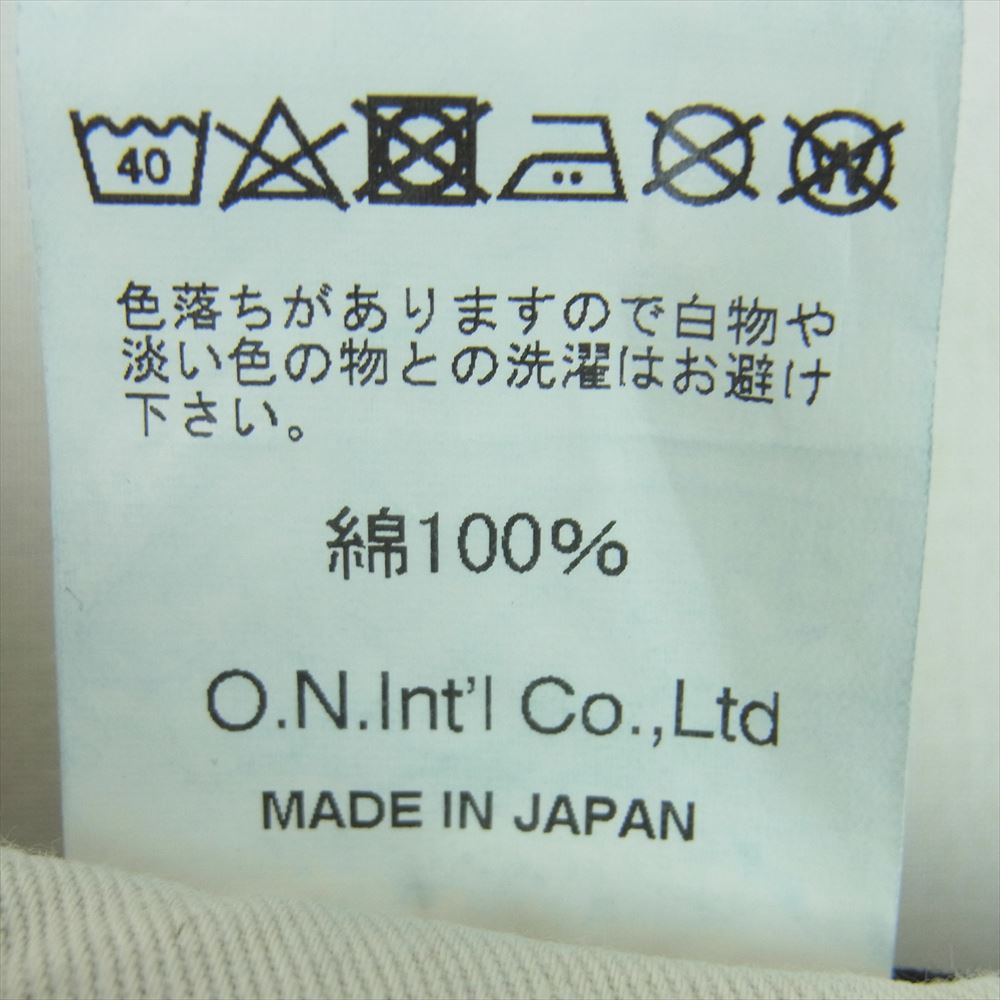 40
W
色落ちがありますので白物や
淡い色の物との洗濯はお避け
下さい。
綿100%
O.N.Int'l Co.,Ltd
MADE IN JAPAN